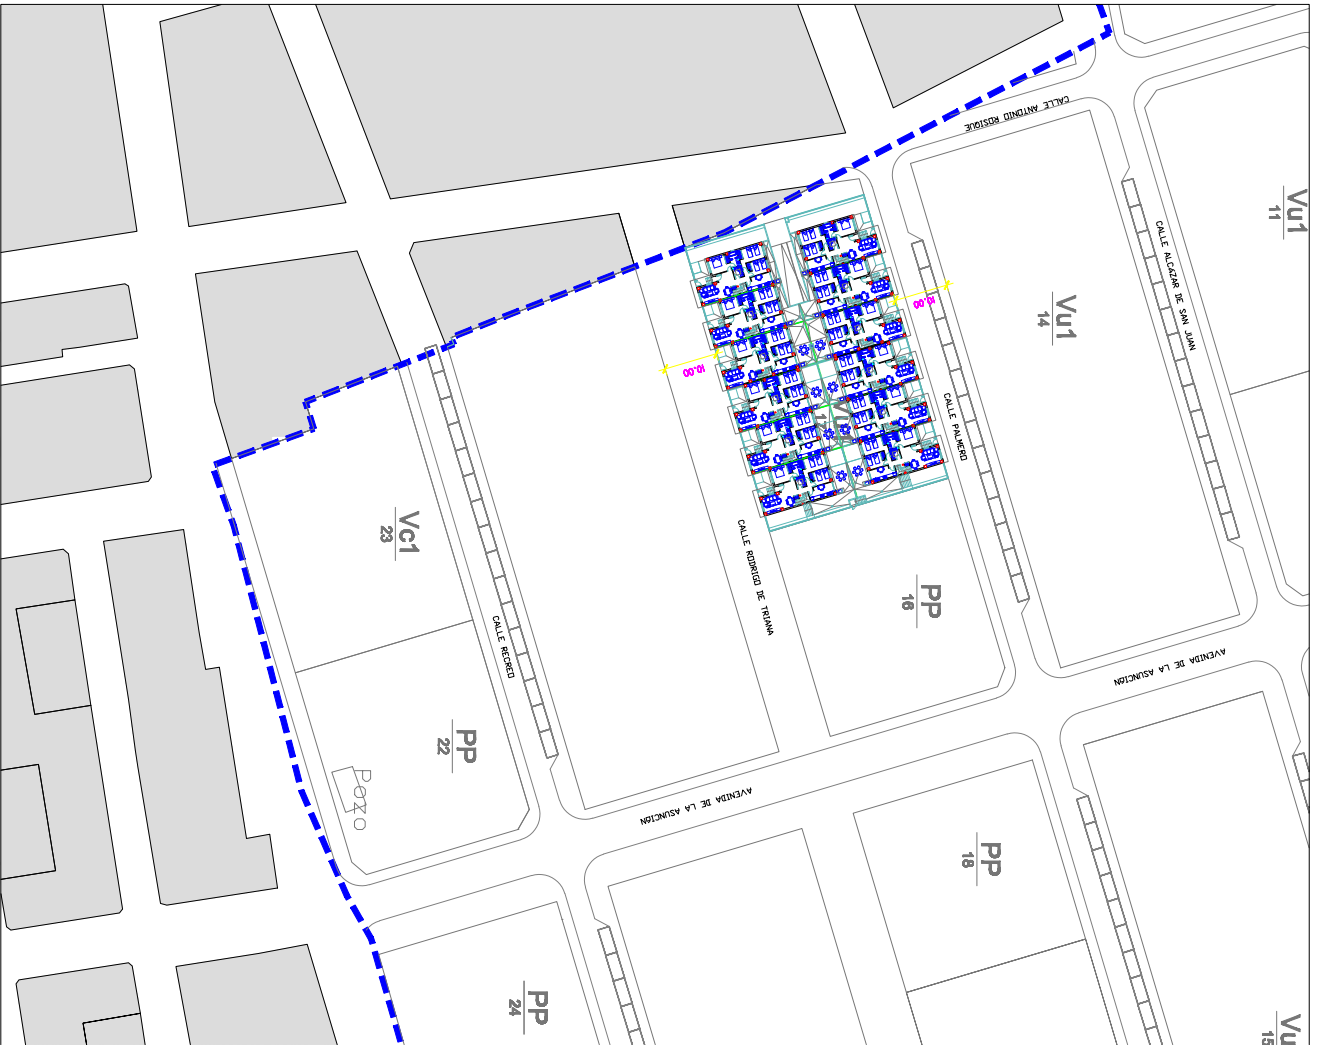 CALLE ANTONIO ROSIQUE
Vu1
11
CALLE ALCAZAR DE SAN JUAN
Vu1
14
10.00
10.00
CALLE PALMERO
12
Vc1
23
CALLE RODRIGO DE TRIANA
PP
16
CALLE RECREO
AVENIDA DE LA ASUNCION
PP
22
Pozo
AVENIDA DE LA ASUNCION
PP
18
PP
24
Vu
15